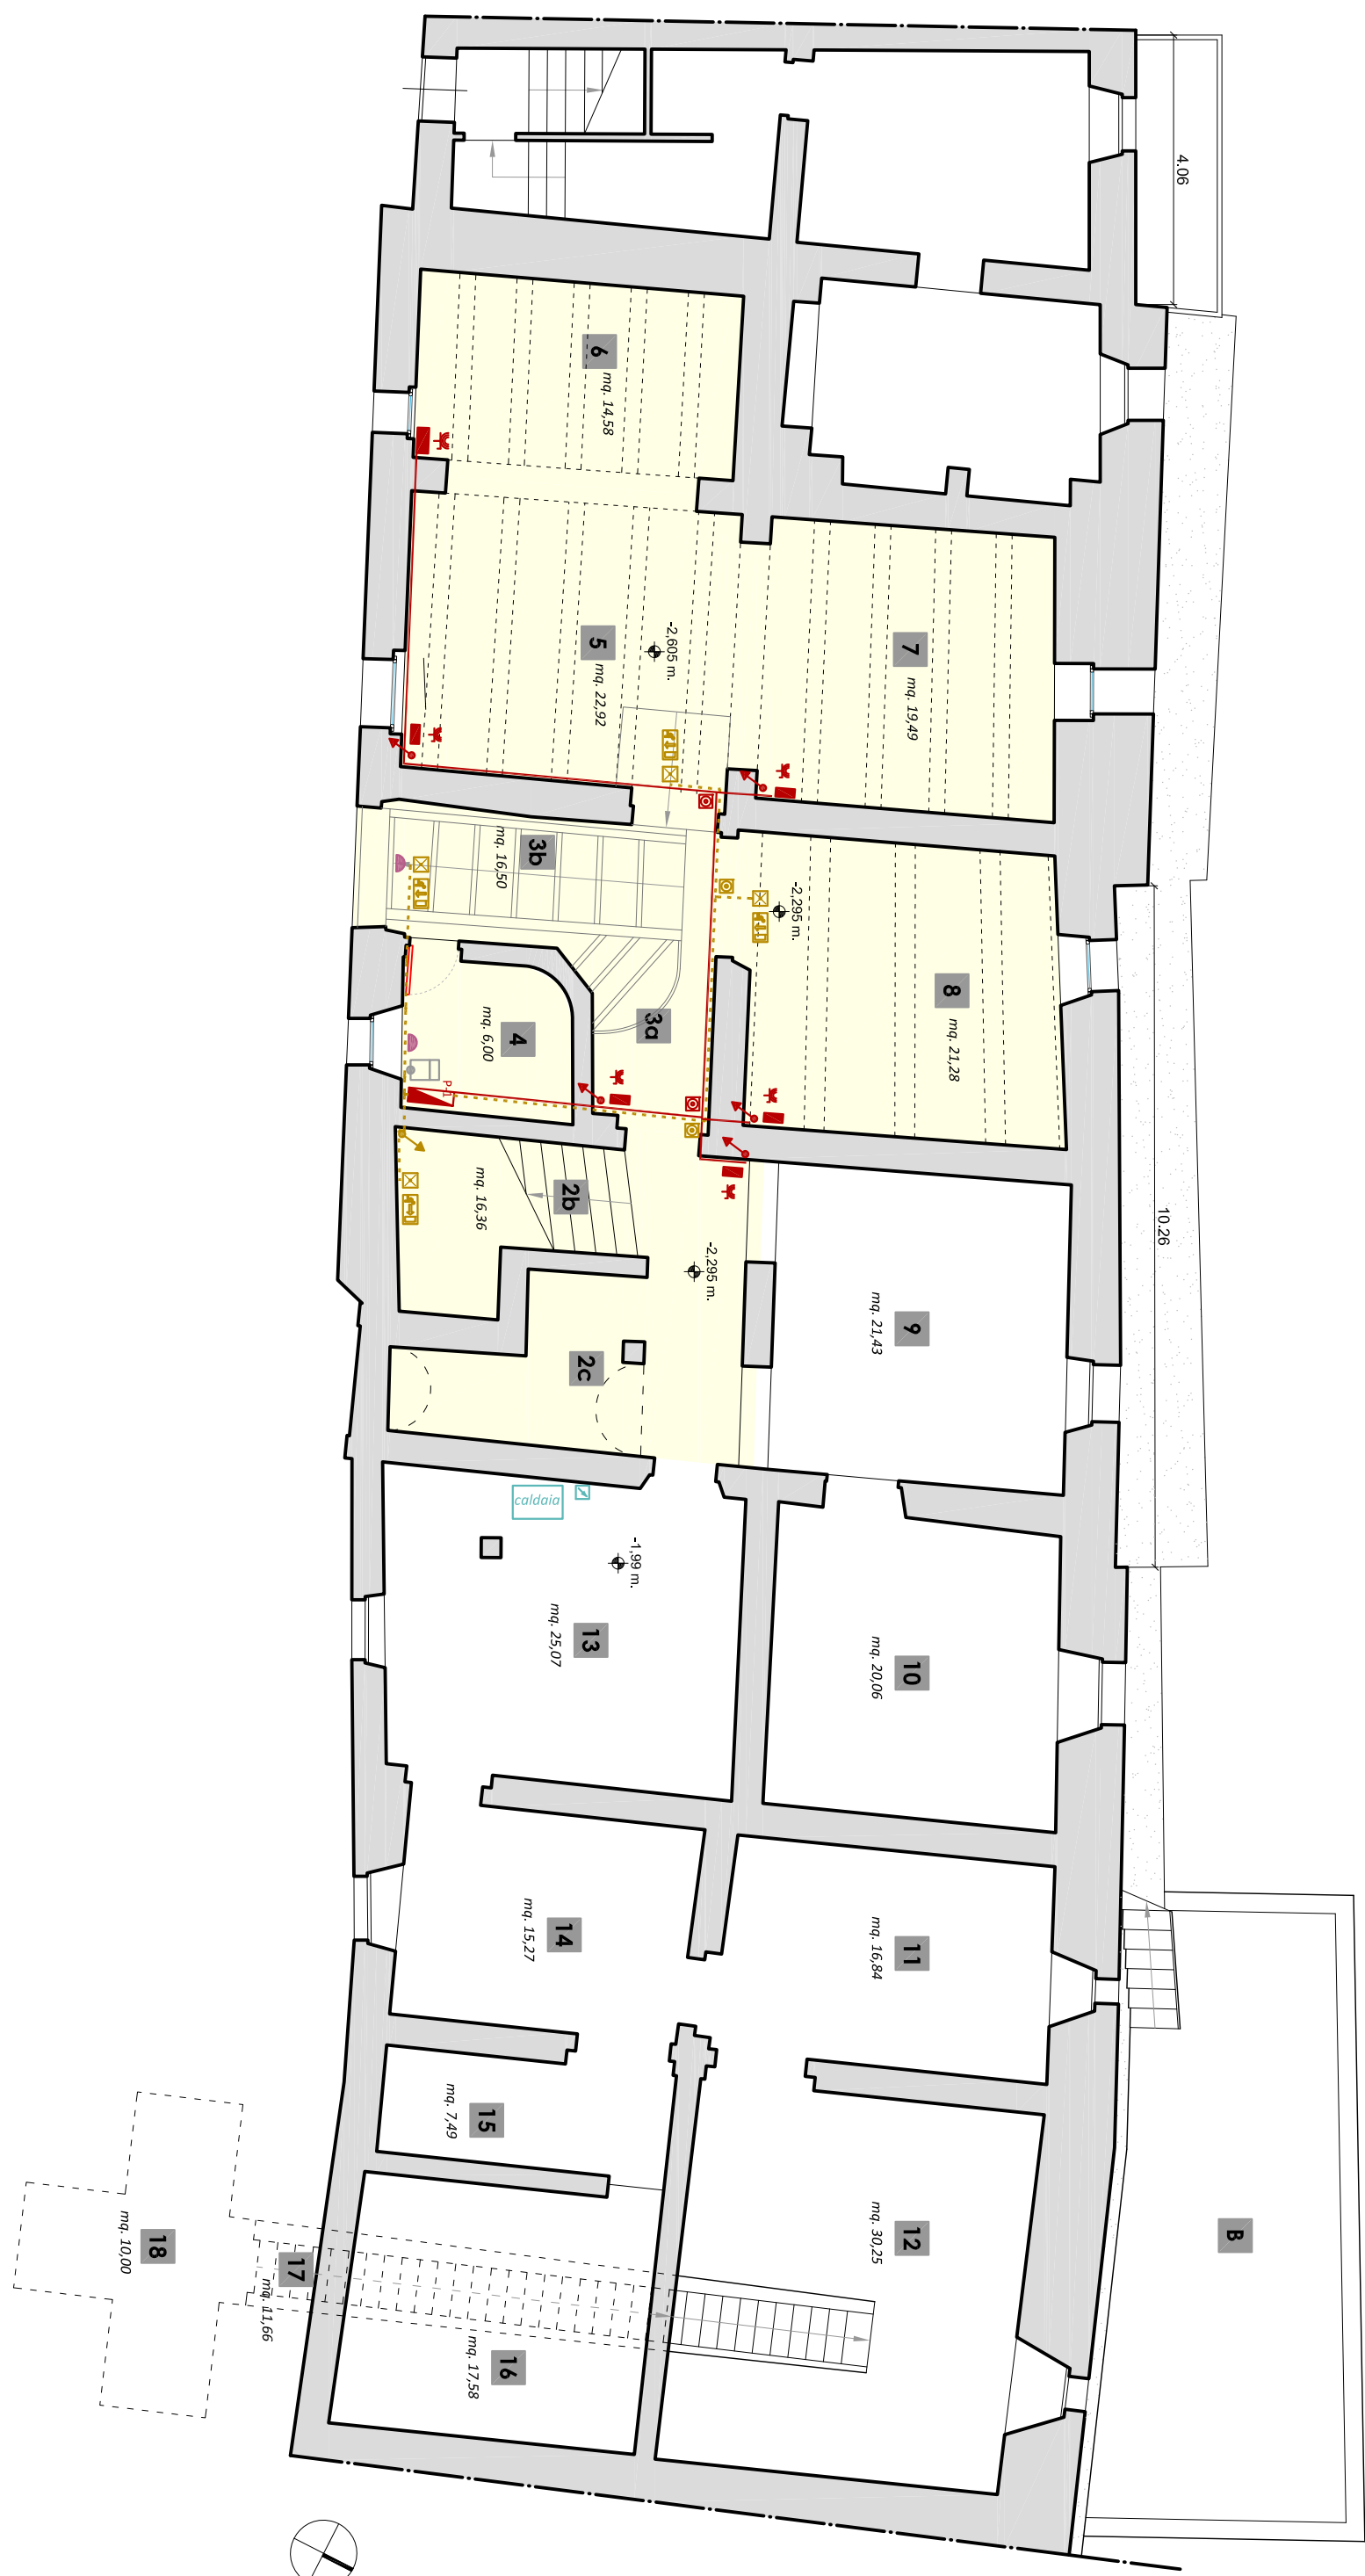 4.06
6
mq. 14,58
5
mq. 22,92
-2,605 m.
7
mq. 19,49
3b
mq. 16,50
-2,295 m.
8
mq. 21,28
4
mq. 6,00
3a
P-1
2b
mq. 16,36
-2,295 m.
10.26
9
mq. 21,43
2c
caldaia
-1,99 m.
13
mq. 25,07
10
mq. 20,06
14
mq. 15,27
11
mq. 16,84
15
mq. 7,49
12
mq. 30,25
B
18
mq. 10,00
17
mq. 11,66
16
mq. 17,58